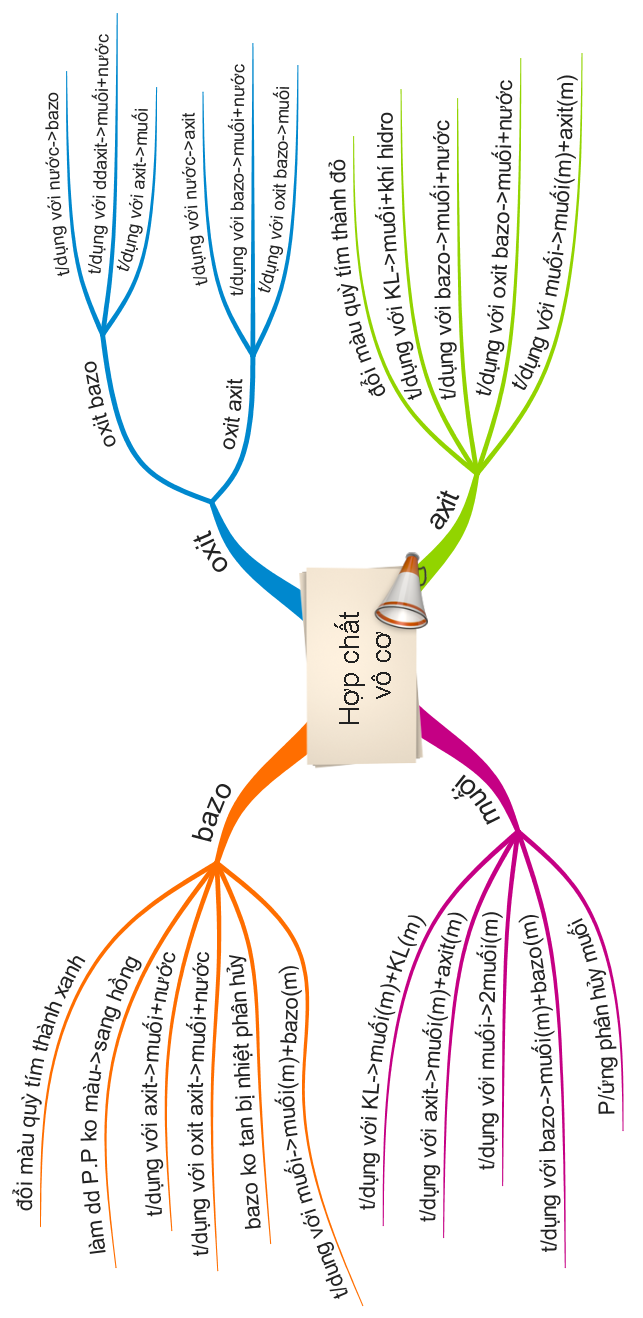 Hợp chất
vô cơ
oxit
oxit bazo
t/dụng với nước->bazo
t/dụng với ddaxit->muối+nước
t/dụng với axit->muối
oxit axit
t/dụng với nước->axit
t/dụng với bazo->muối+nước
t/dụng với oxit bazo->muối
axit
đổi màu quỳ tím thành đỏ
t/dụng với KL->muối+khí hidro
t/dụng với bazo->muối+nước
t/dụng với oxit bazo->muối+nước
t/dụng với muối->muối(m)+axit(m)
bazo
đổi màu quỳ tím thành xanh
làm dd P.P ko màu->sang hồng
t/dụng với axit->muối+nước
t/dụng với oxit axit->muối+nước
bazo ko tan bị nhiệt phân hủy
t/dụng với muối->muối(m)+bazo(m)
muối
t/dụng với KL->muối(m)+KL(m)
t/dụng với axit->muối(m)+axit(m)
t/dụng với muối->2muối(m)
t/dụng với bazo->muối(m)+bazo(m)
P/ứng phân hủy muối